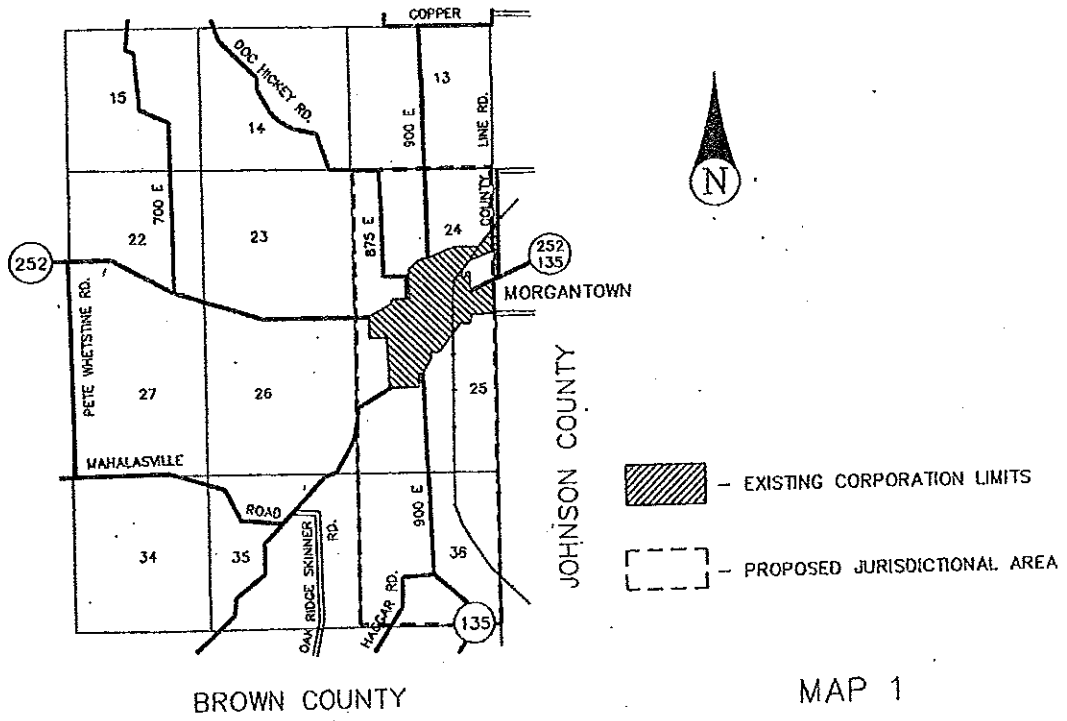 COPPER
DOC HICKEY RD.
13
15
14
900 E
LINE RD.
COUNTY
700 E
22
23
875 E
24
252
252
135
MORGANTOWN
PETE WHETSTINE RD.
27
26
25
JOHNSON COUNTY
MAHALASVILLE
ROAD
34
35
OAK RIDGE SKINNER
RD.
900 E
36
HAGGAR RD.
135
N
- EXISTING CORPORATION LIMITS
- PROPOSED JURISDICTIONAL AREA
BROWN COUNTY
MAP 1